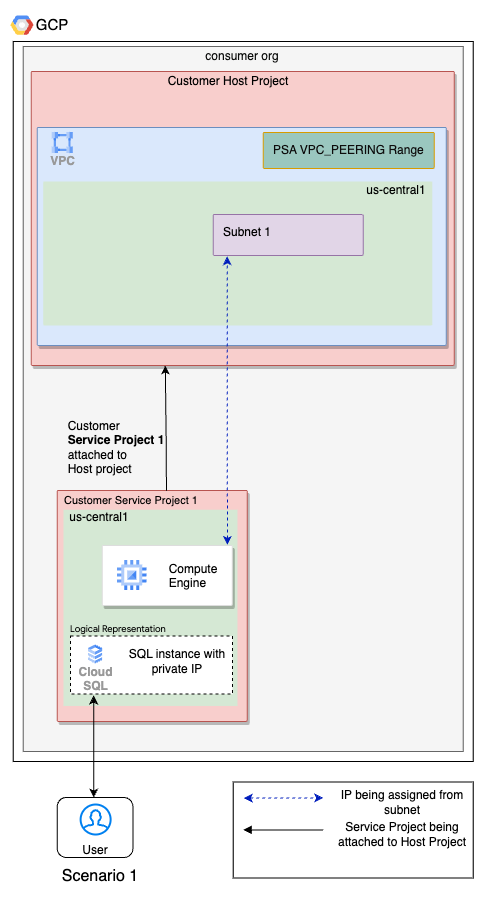 GCP
consumer org
Customer Host Project
VPC
PSA VPC_PEERING Range
us-central1
Subnet 1
Customer
Service Project 1
attached to
Host project
Customer Service Project 1
us-central1
Compute
Engine
Logical Representation
Cloud
SQL
SQL instance with
private IP
User
Scenario 1
IP being assigned from
subnet
Service Project being
attached to Host Project